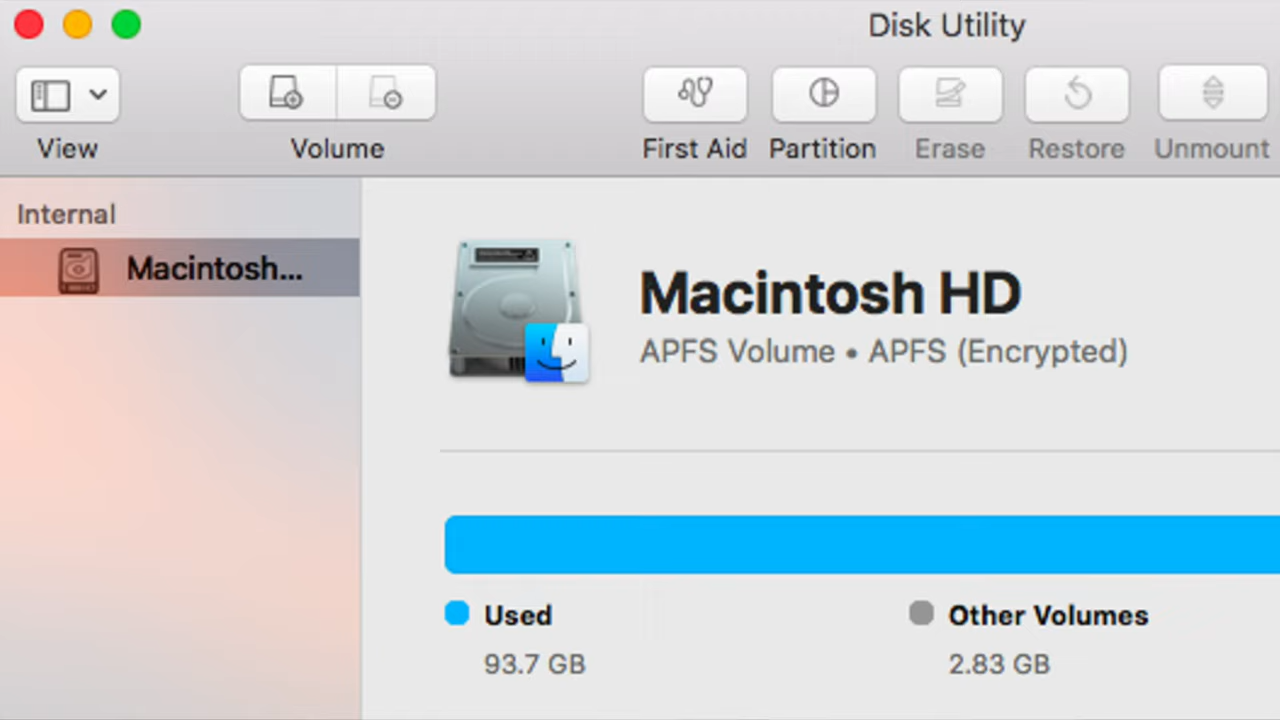 Disk Utility
View
Volume
First Aid
Partition
Erase
Restore
Unmount
Internal
Macintosh...
Macintosh HD
APFS Volume • APFS (Encrypted)
Used
Other Volumes
93.7 GB
2.83 GB